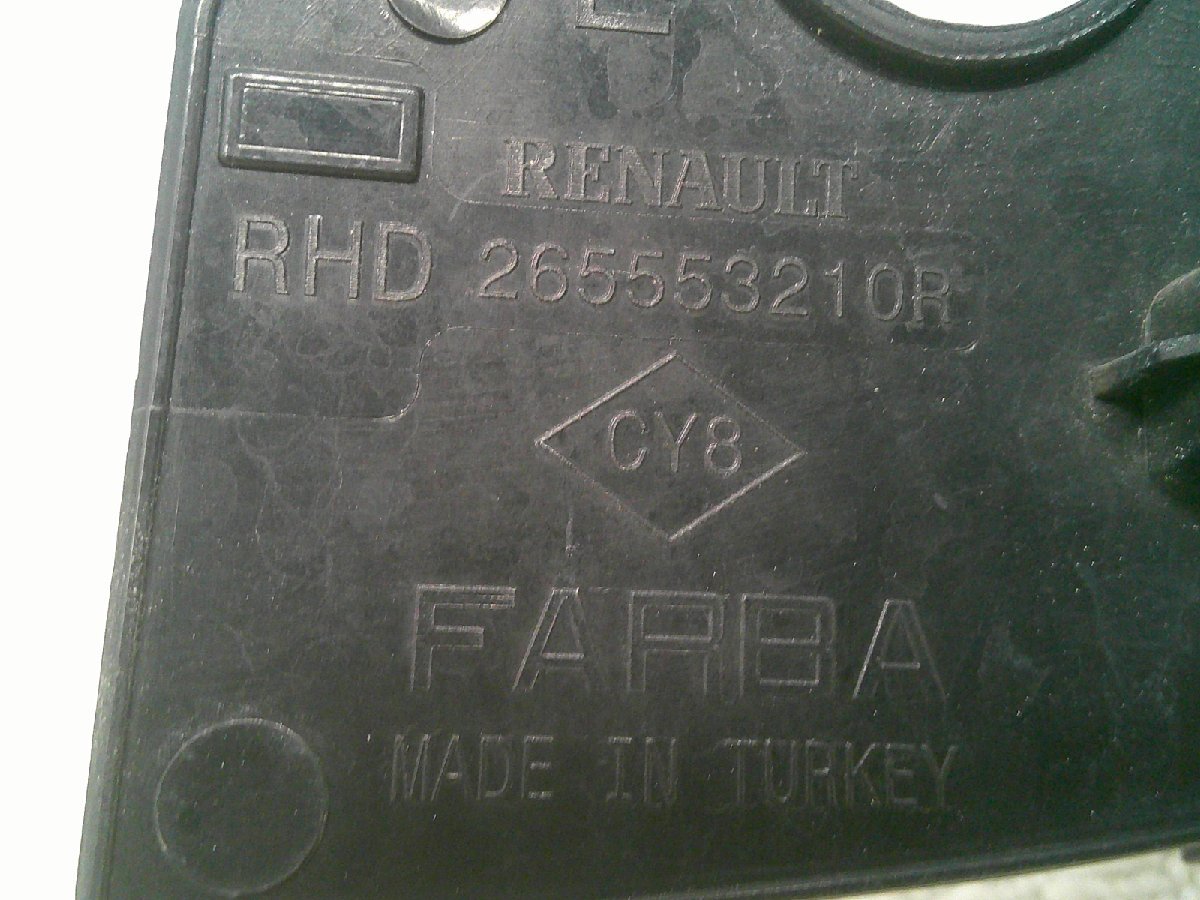 RENAULT
RHD 265553210R
CY8
FARBA
MADE IN TURKEY